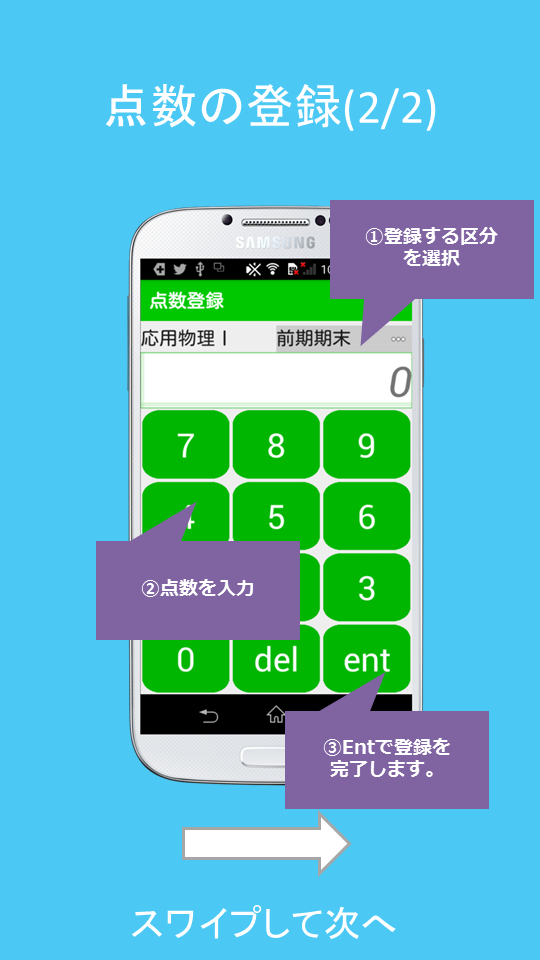 点数の登録(2/2)
①登録する区分
を選択
SAMSUNG
10
点数登録
応用物理Ⅰ 前期期末
0
7 8 9
5 6
②点数を入力
3
0 del ent
③Entで登録を
完了します。
スワイプして次へ